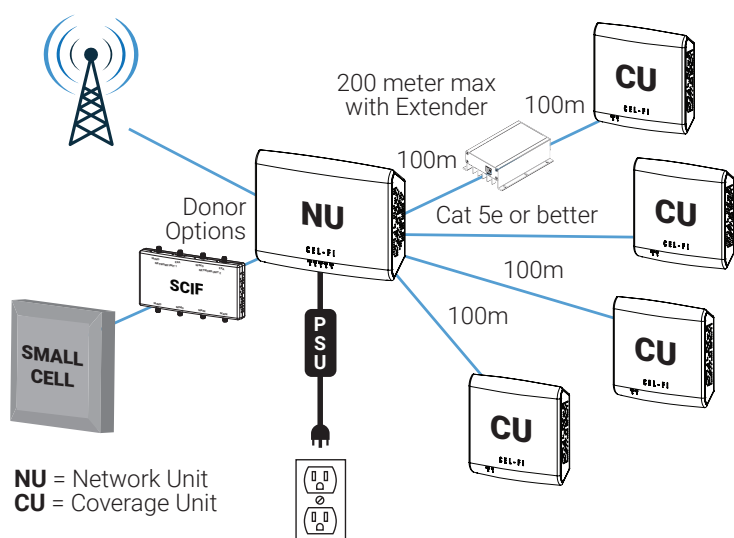 200 meter max
with Extender
100m
100m
CU
CEL-FI
NU
CEL-FI
Cat 5e or better
CU
CEL-FI
Donor
Options
SCIF
SMALL
CELL
PSU
100m
100m
CU
CEL-FI
CU
CEL-FI
NU = Network Unit
CU = Coverage Unit